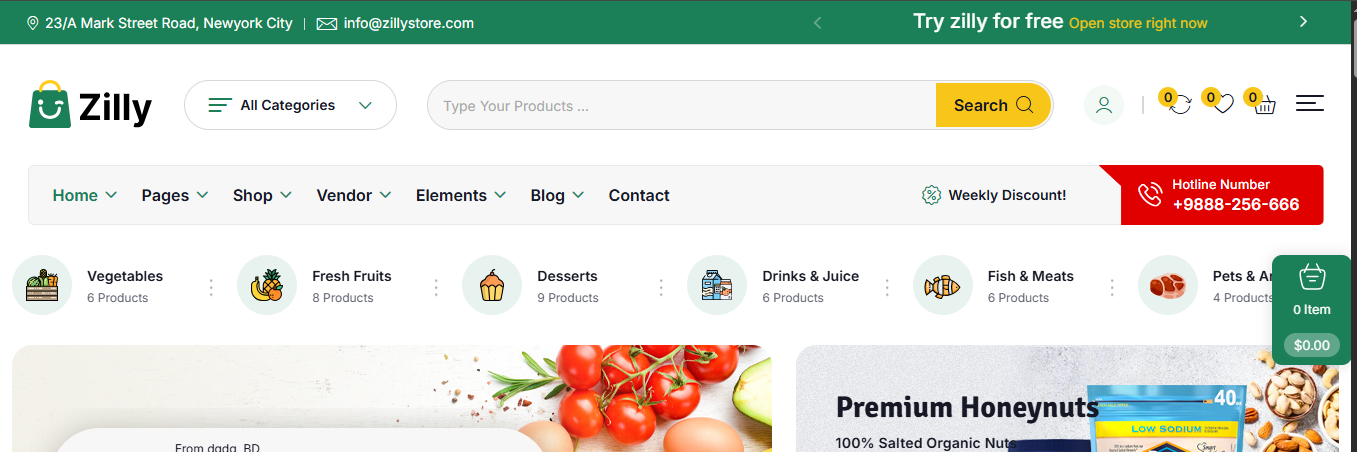 23/A Mark Street Road, Newyork City | info@zillystore.com
Try zilly for free Open store right now
Zilly
All Categories
Type Your Products ...
Search
0
0
0
Home
Pages
Shop
Vendor
Elements
Blog
Contact
Weekly Discount!
Hotline Number
+9888-256-666
Vegetables
6 Products
Fresh Fruits
8 Products
Desserts
9 Products
Drinks & Juice
6 Products
Fish & Meats
6 Products
Pets &
4 Products
0 Item
$0.00
From dada, BD
Premium Honeynuts
100% Salted Organic Nuts
40
LOW SODIUM